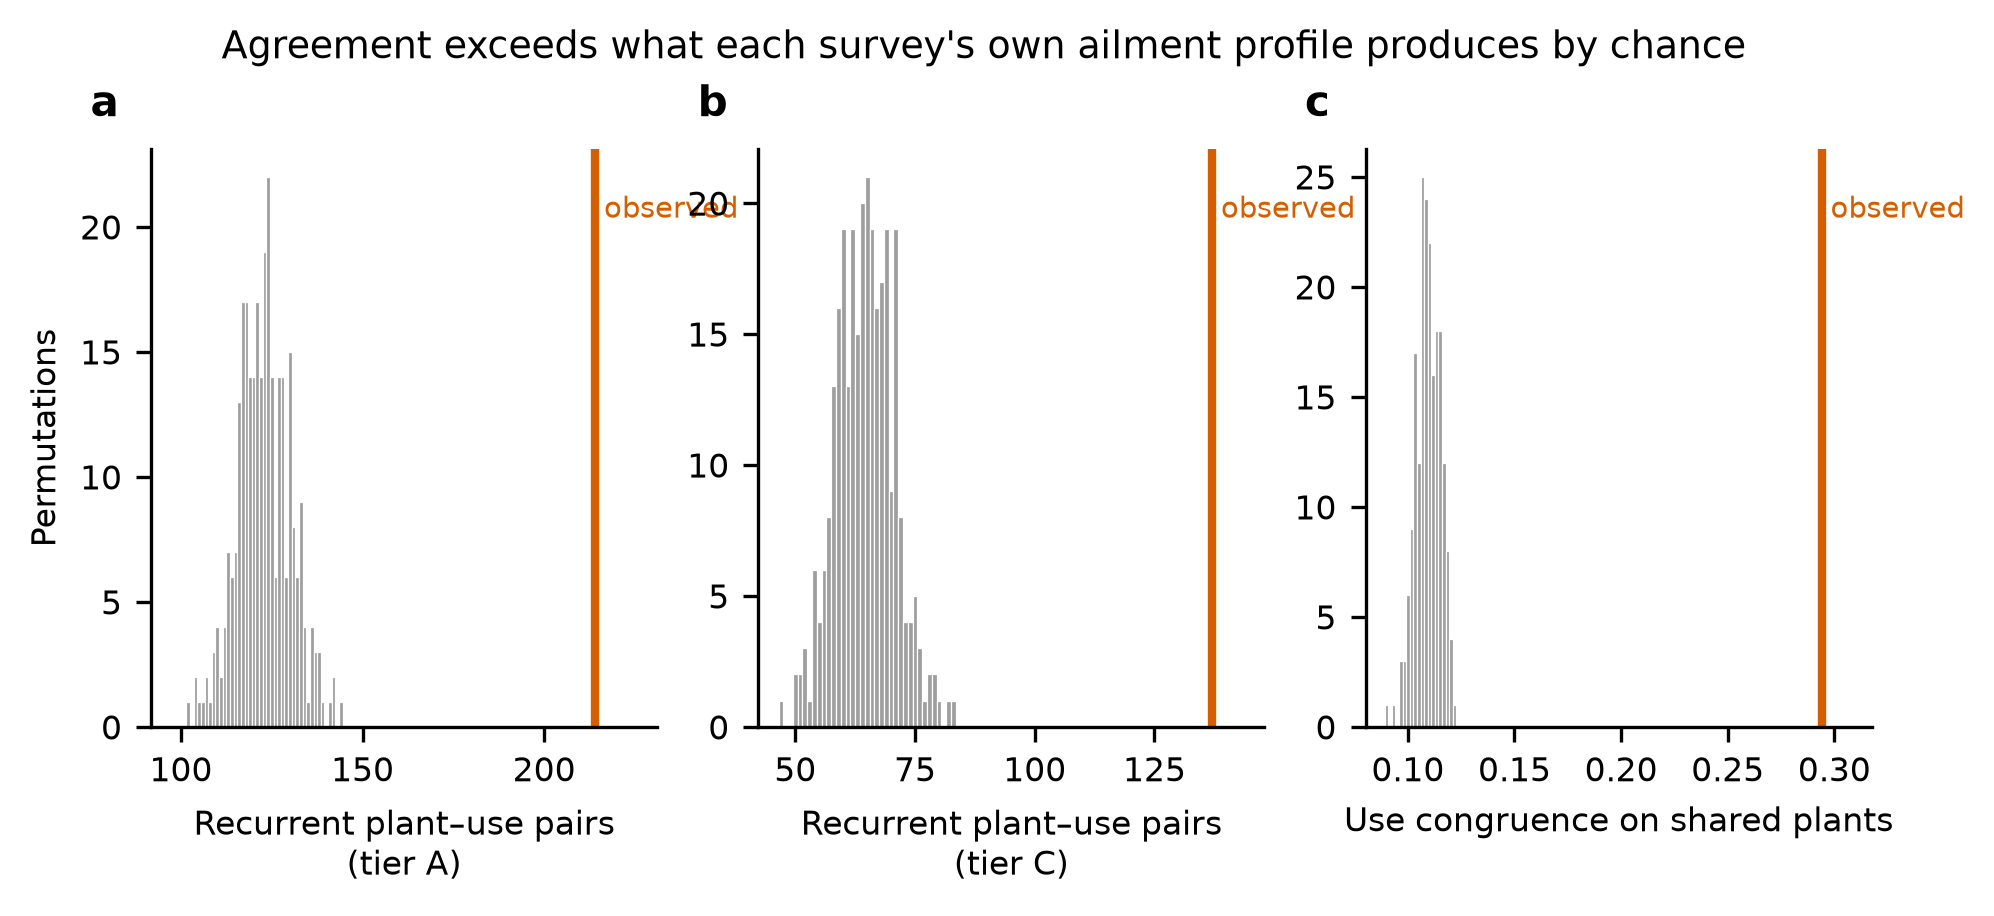 Agreement exceeds what each survey's own ailment profile produces by chance
a
Permutations
20
15
10
5
0
observed
100 150 200
Recurrent plant–use pairs
(tier A)
b
20
15
10
5
0
observed
50 75 100 125
Recurrent plant–use pairs
(tier C)
c
25
20
15
10
5
0
observed
0.10 0.15 0.20 0.25 0.30
Use congruence on shared plants